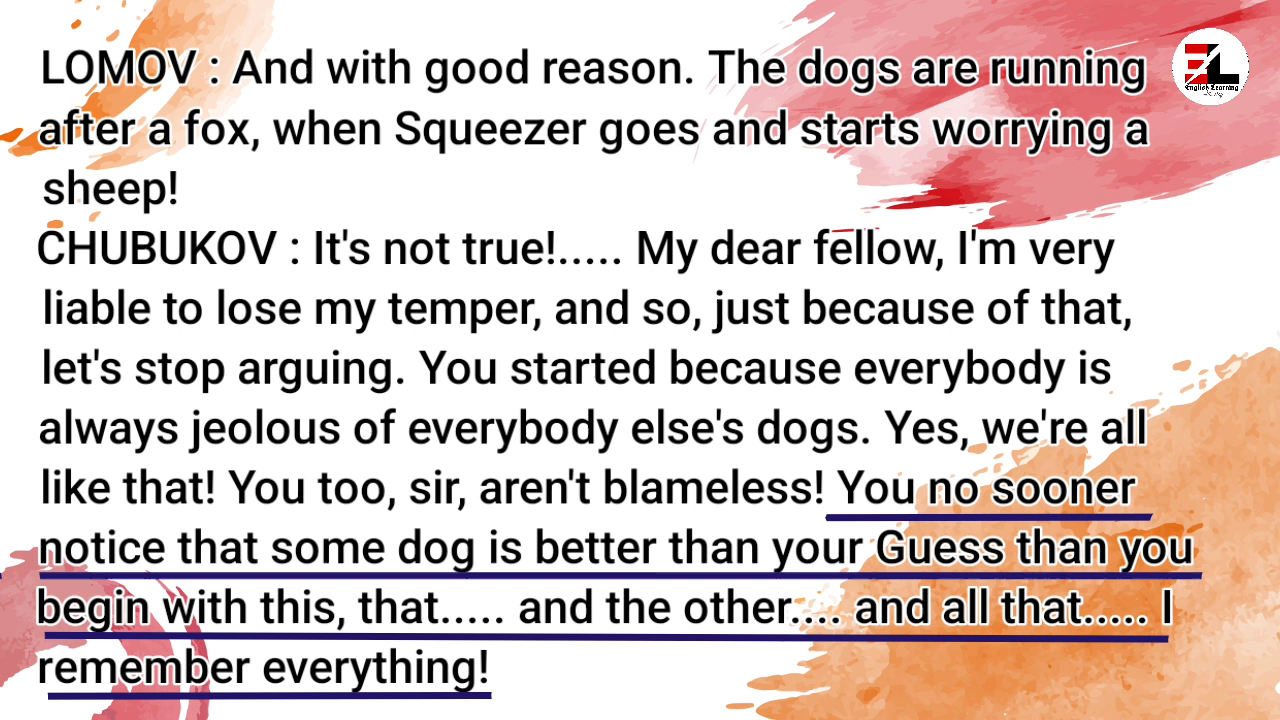 LOMOV : And with good reason. The dogs are running
after a fox, when Squeezer goes and starts worrying a
sheep!
CHUBUKOV : It's not true!..... My dear fellow, I'm very
liable to lose my temper, and so, just because of that,
let's stop arguing. You started because everybody is
always jeolous of everybody else's dogs. Yes, we're all
like that! You too, sir, aren't blameless! You no sooner
notice that some dog is better than your Guess than you
begin with this, that..... and the other.... and all that..... I
remember everything!
EL
English Learning